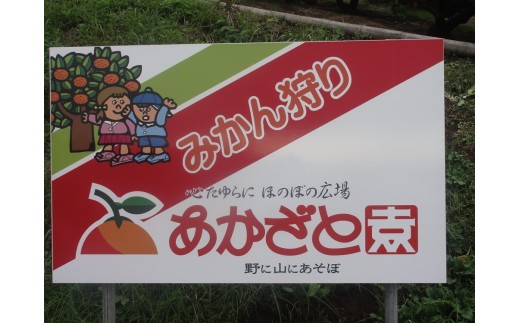 みかん狩り
心たゆらに ほのぼの広場
あかざと園
野に山にあそぼ